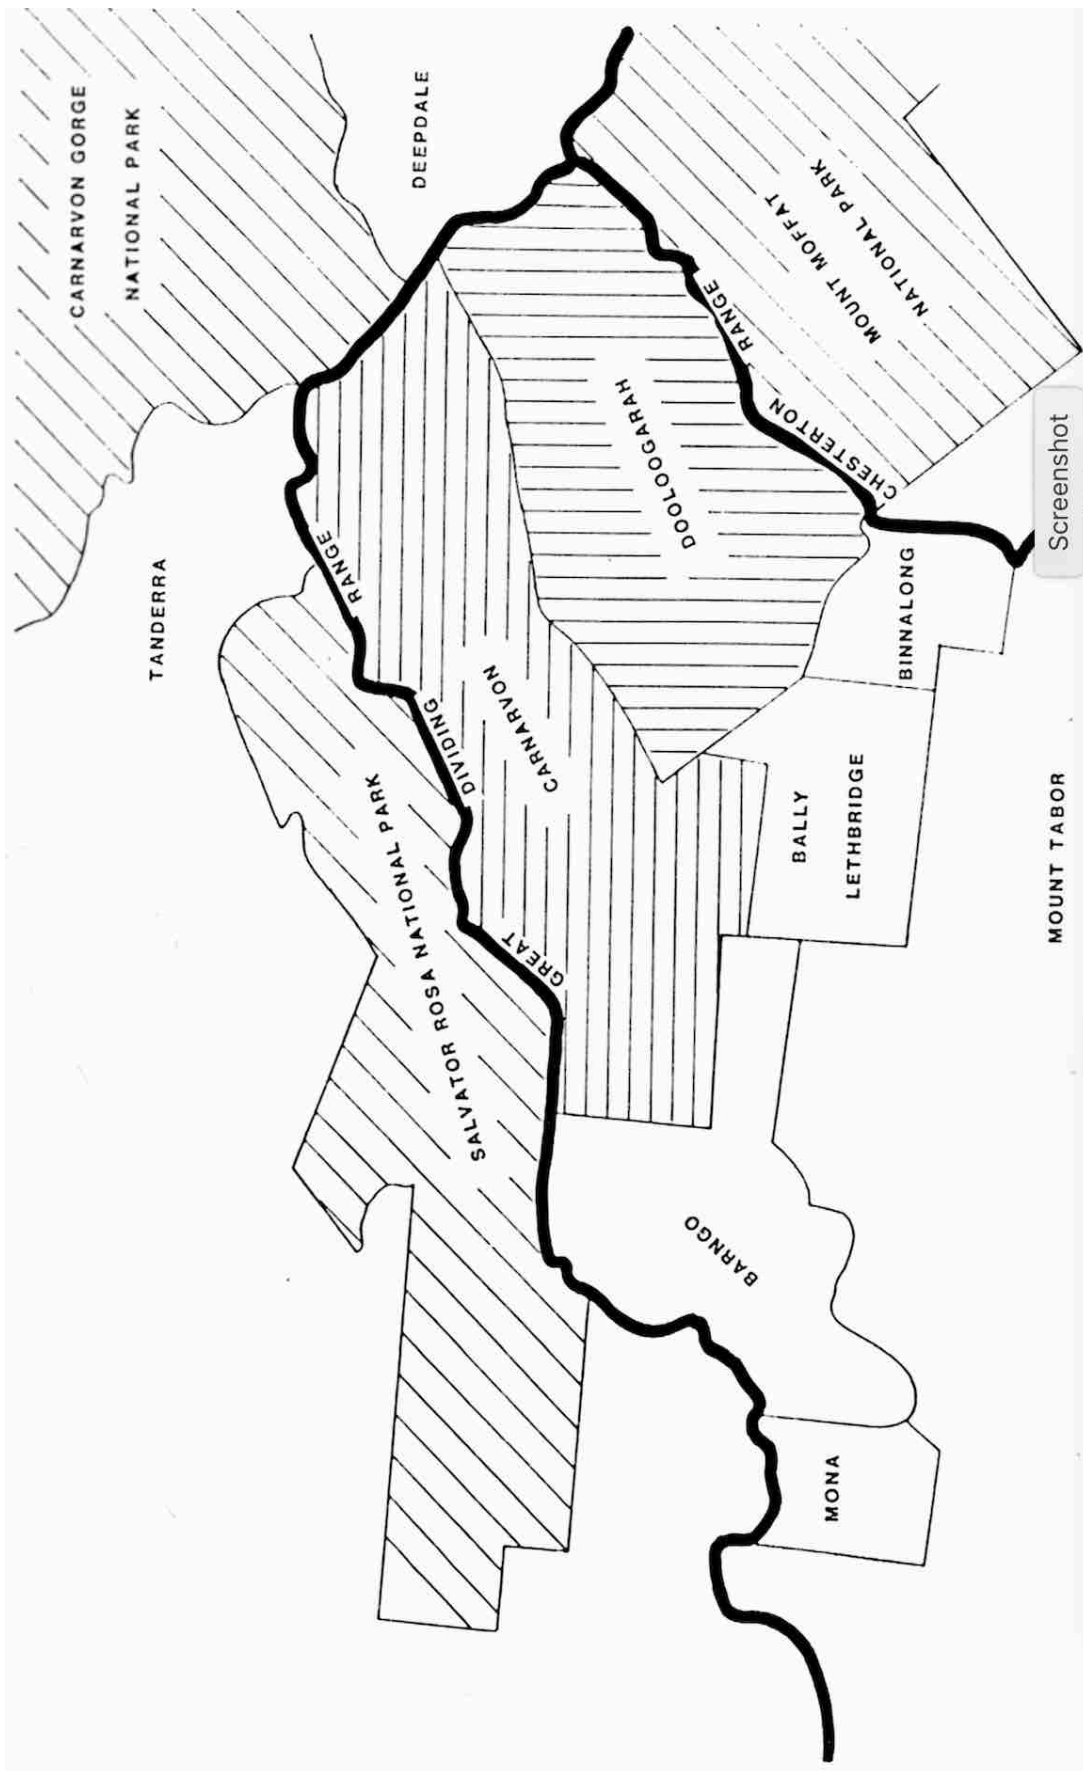 CARNARVON GORGE
NATIONAL PARK
DEEPDALE
MOUNT MOFFAT
NATIONAL PARK
CHESTERTON RANGE
DOOLOOGARAH
TANDERRA
GREAT DIVIDING RANGE
CARNARVON
BINNALONG
SALVATOR ROSA NATIONAL PARK
BALLY
LETHBRIDGE
MOUNT TABOR
BARNGO
MONA
Screenshot